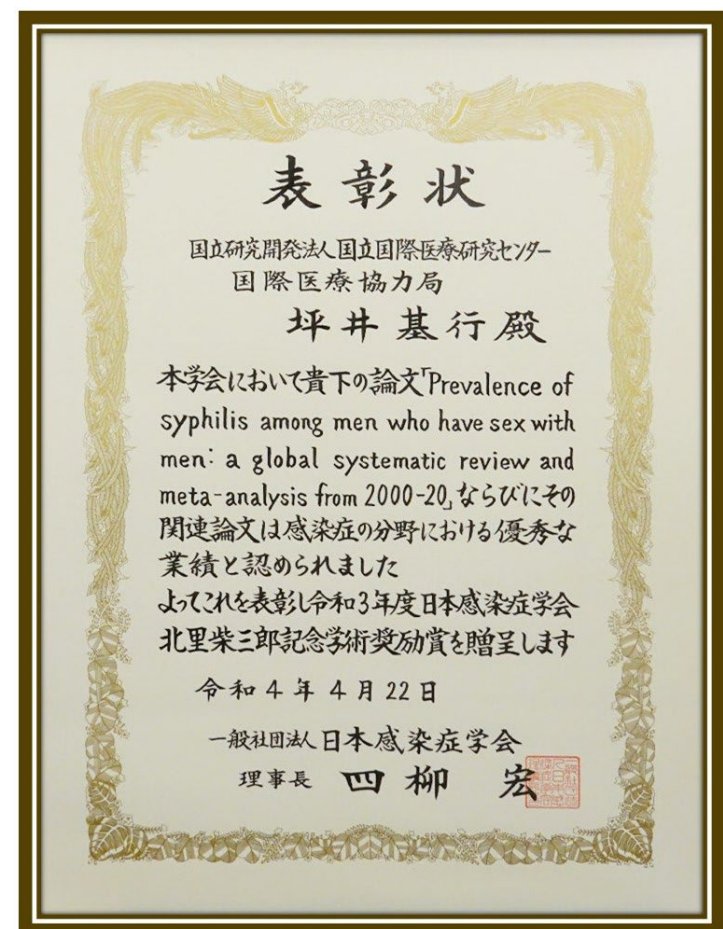 表彰状
国立研究開発法人国立国際医療研究センター
国際医療協力局
坪井基行殿
本学会において貴下の論文「Prevalence of
syphilis among men who have sex with
men: a global systematic review and
meta-analysis from 2000-20」ならびにその
関連論文は感染症の分野における優秀な
業績と認められました
よってこれを表彰し令和3年度日本感染症学会
北里柴三郎記念学術奨励賞を贈呈します
令和4年4月22日
一般社団法人日本感染症学会
理事長 四柳 宏